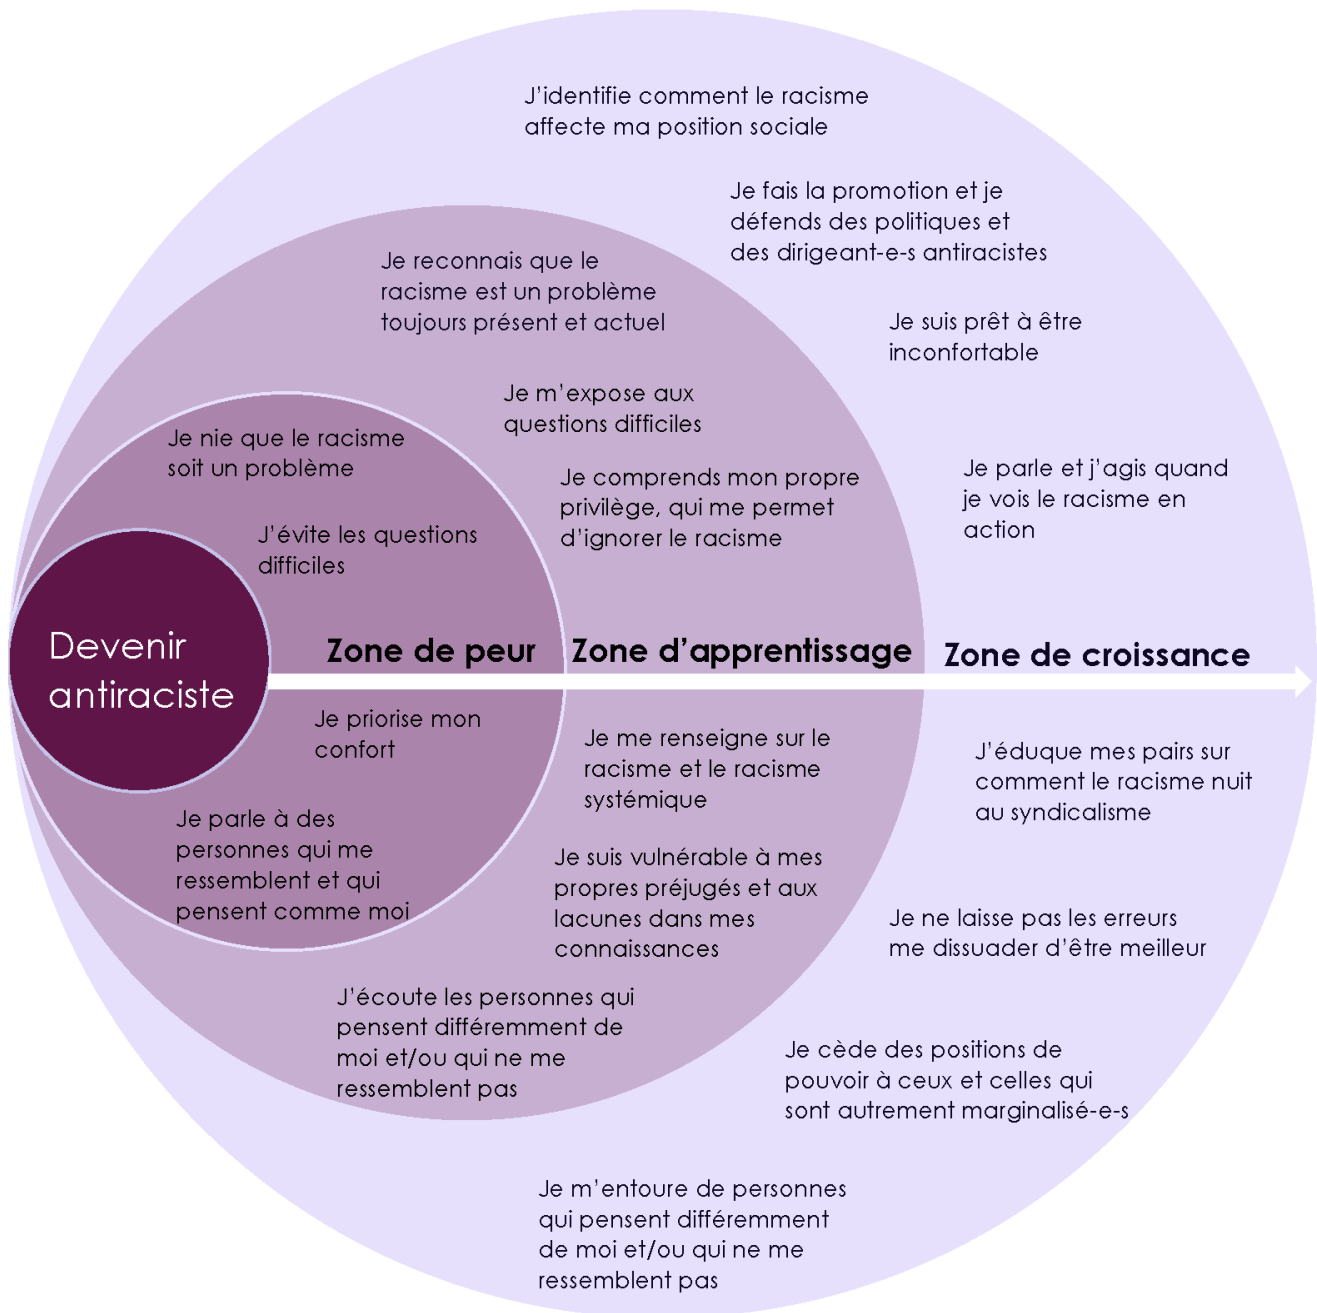 J'identifie comment le racisme
affecte ma position sociale
Je fais la promotion et je
défends des politiques et
des dirigeant-e-s antiracistes
Je reconnais que le
racisme est un problème
toujours présent et actuel
Je suis prêt à être
inconfortable
Je m'expose aux
questions difficiles
Je nie que le racisme
soit un problème
Je parle et j'agis quand
je vois le racisme en
action
Je comprends mon propre
privilège, qui me permet
d'ignorer le racisme
J'évite les questions
difficiles
Devenir
antiraciste
Zone de peur
Zone d'apprentissage
Zone de croissance
Je priorise mon
confort
Je me renseigne sur le
racisme et le racisme
systémique
J'éduque mes pairs sur
comment le racisme nuit
au syndicalisme
Je parle à des
personnes qui me
ressemblent et qui
pensent comme moi
Je suis vulnérable à mes
propres préjugés et aux
lacunes dans mes
connaissances
Je ne laisse pas les erreurs
me dissuader d'être meilleur
J'écoute les personnes qui
pensent différemment de
moi et/ou qui ne me
ressemblent pas
Je cède des positions de
pouvoir à ceux et celles qui
sont autrement marginalisé-e-s
Je m'entoure de personnes
qui pensent différemment
de moi et/ou qui ne me
ressemblent pas